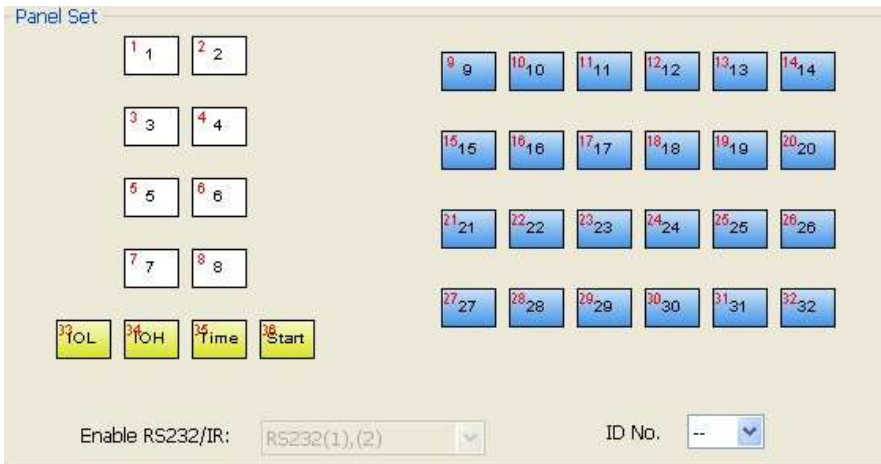 Panel Set
1 1 2 2
9 9 10 10 11 11 12 12 13 13 14 14
3 3 4 4
15 15 16 16 17 17 18 18 19 19 20 20
5 5 6 6
21 21 22 22 23 23 24 24 25 25 26 26
7 7 8 8
27 27 28 28 29 29 30 30 31 31 32 32
33 IOL 34 IOH 35 Time 36 Start
Enable RS232/IR: RS232(1),(2) ID No. --